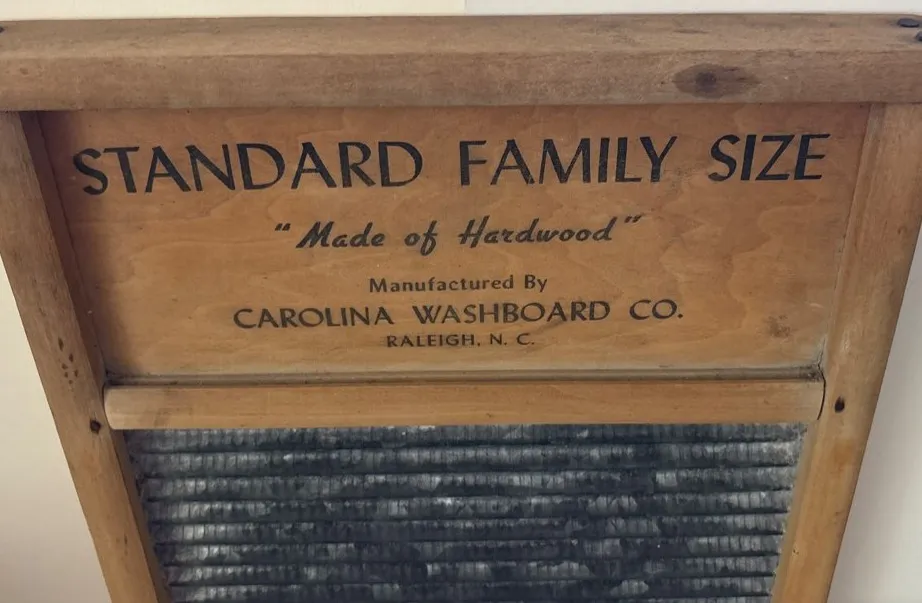 STANDARD FAMILY SIZE
“Made of Hardwood”
Manufactured By
CAROLINA WASHBOARD CO.
RALEIGH, N. C.